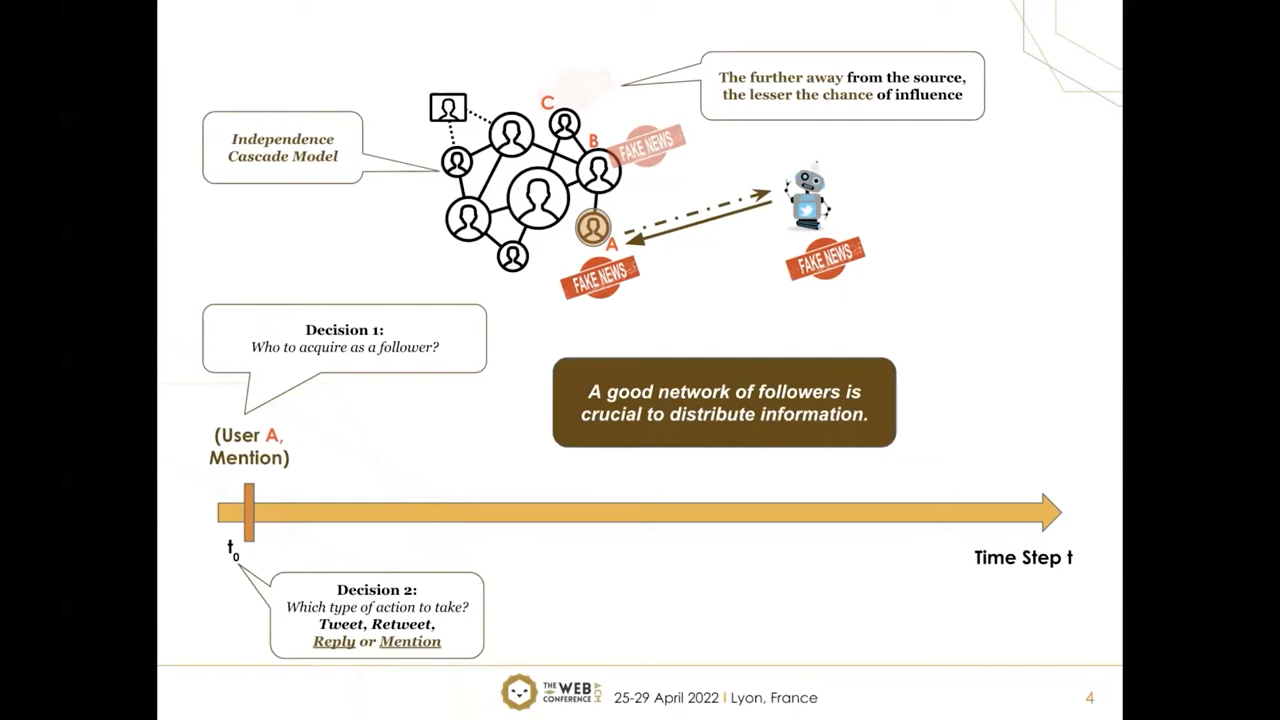 The further away from the source,
the lesser the chance of influence
Independence
Cascade Model
C
B
FAKE NEWS
A
FAKE NEWS
FAKE NEWS
Decision 1:
Who to acquire as a follower?
A good network of followers is
crucial to distribute information.
(User A,
Mention)
t0
Time Step t
Decision 2:
Which type of action to take?
Tweet, Retweet,
Reply or Mention
THE WEB
CONFERENCE
ACM
25-29 April 2022 I Lyon, France
4